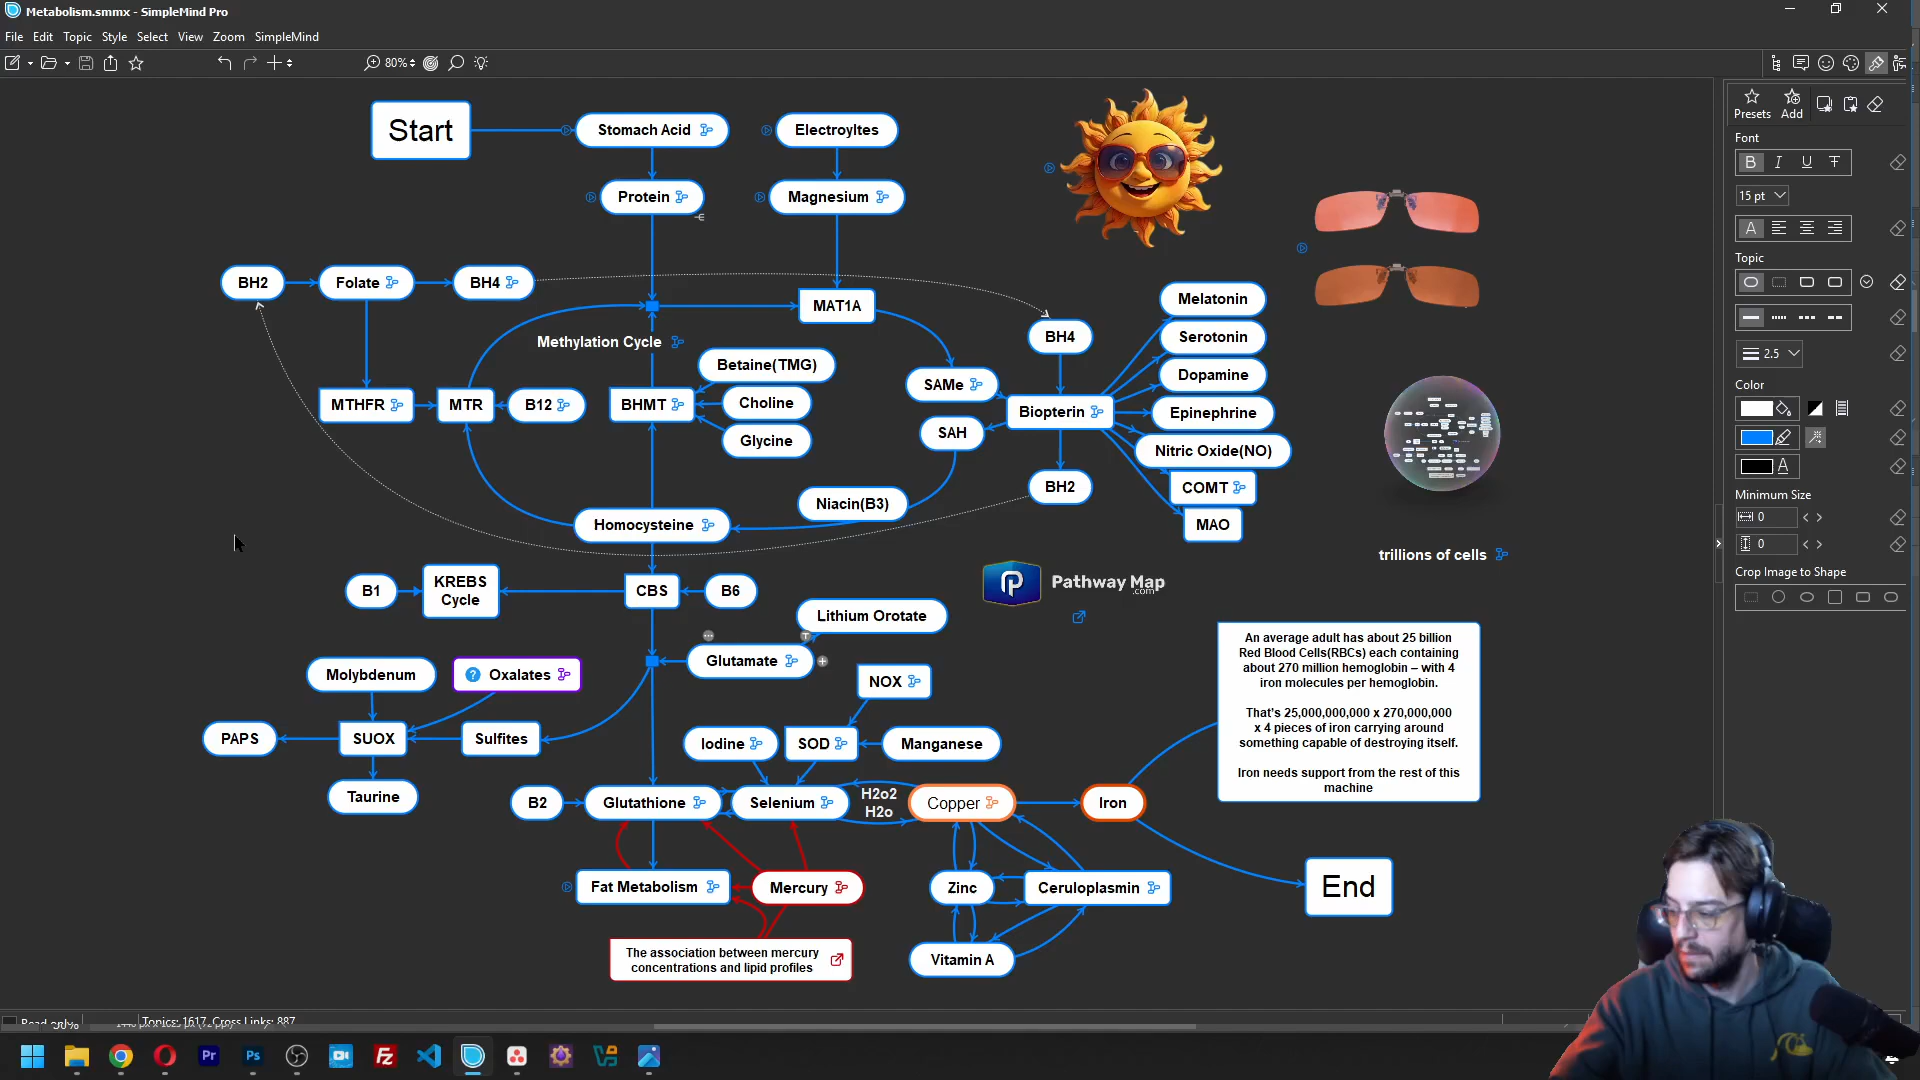 Metabolism.smmx - SimpleMind Pro
File Edit Topic Style Select View Zoom SimpleMind
80%
Start
Stomach Acid
Electroyltes
Protein
Magnesium
BH2
Folate
BH4
MAT1A
Methylation Cycle
Betaine(TMG)
Choline
Glycine
MTHFR
MTR
B12
BHMT
SAMe
SAH
BH4
Biopterin
BH2
Melatonin
Serotonin
Dopamine
Epinephrine
Nitric Oxide(NO)
COMT
MAO
Niacin(B3)
Homocysteine
trillions of cells
B1
KREBS
Cycle
CBS
B6
Pathway Map
.com
Lithium Orotate
Glutamate
Molybdenum
? Oxalates
NOX
PAPS
SUOX
Sulfites
Iodine
SOD
Manganese
Taurine
B2
Glutathione
Selenium
H2o2
H2o
Copper
Iron
An average adult has about 25 billion
Red Blood Cells(RBCs) each containing
about 270 million hemoglobin – with 4
iron molecules per hemoglobin.
That's 25,000,000,000 x 270,000,000
x 4 pieces of iron carrying around
something capable of destroying itself.
Iron needs support from the rest of this
machine
Fat Metabolism
Mercury
Zinc
Ceruloplasmin
End
The association between mercury
concentrations and lipid profiles
Vitamin A
Presets Add
Font
B I U T
15 pt
A
Topic
2.5
Color
A
Minimum Size
0
0
Crop Image to Shape
Topics: 1617, Cross Links: 887
Pr Ps Fz